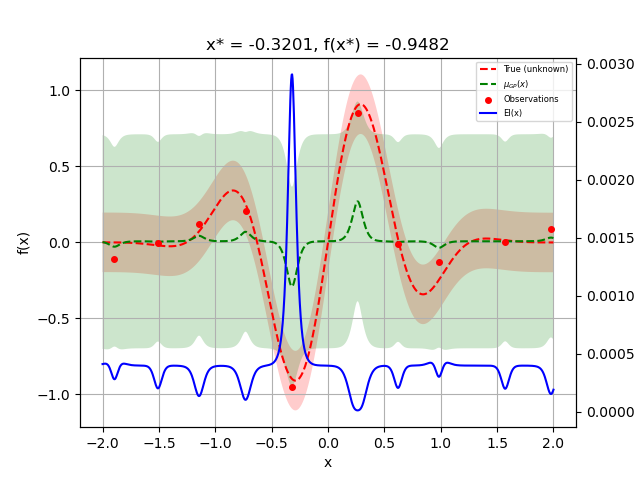 x* = -0.3201, f(x*) = -0.9482
True (unknown)
μGP(x)
Observations
EI(x)
f(x)
1.0
0.5
0.0
−0.5
−1.0
0.0030
0.0025
0.0020
0.0015
0.0010
0.0005
0.0000
−2.0 −1.5 −1.0 −0.5 0.0 0.5 1.0 1.5 2.0
x